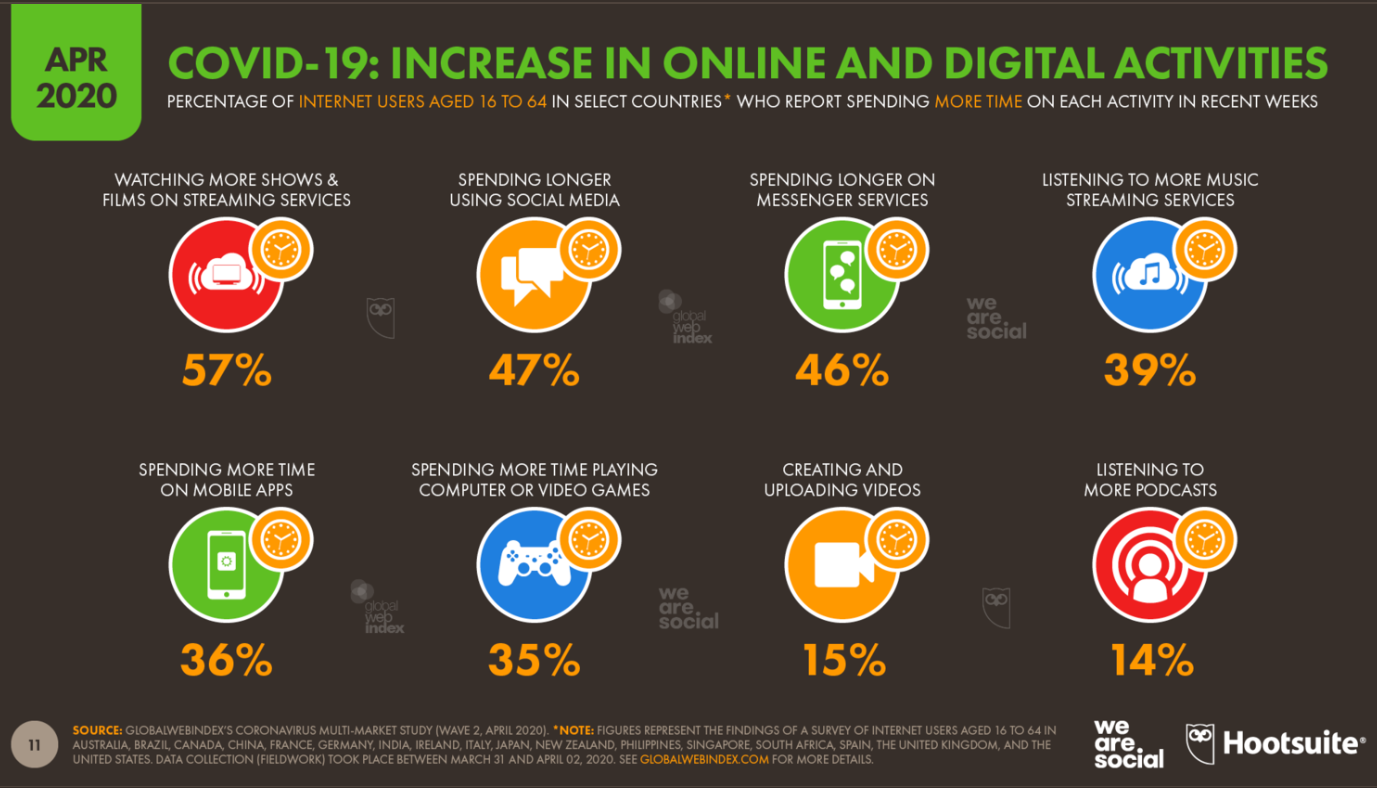 APR
2020
COVID-19: INCREASE IN ONLINE AND DIGITAL ACTIVITIES
PERCENTAGE OF INTERNET USERS AGED 16 TO 64 IN SELECT COUNTRIES* WHO REPORT SPENDING MORE TIME ON EACH ACTIVITY IN RECENT WEEKS
WATCHING MORE SHOWS &
FILMS ON STREAMING SERVICES
57%
SPENDING LONGER
USING SOCIAL MEDIA
47%
SPENDING LONGER ON
MESSENGER SERVICES
46%
LISTENING TO MORE MUSIC
STREAMING SERVICES
39%
global
web
index
we
are
social
SPENDING MORE TIME
ON MOBILE APPS
36%
SPENDING MORE TIME PLAYING
COMPUTER OR VIDEO GAMES
35%
CREATING AND
UPLOADING VIDEOS
15%
LISTENING TO
MORE PODCASTS
14%
global
web
index
we
are
social
11
SOURCE: GLOBALWEBINDEX'S CORONAVIRUS MULTI-MARKET STUDY (WAVE 2, APRIL 2020). *NOTE: FIGURES REPRESENT THE FINDINGS OF A SURVEY OF INTERNET USERS AGED 16 TO 64 IN
AUSTRALIA, BRAZIL, CANADA, CHINA, FRANCE, GERMANY, INDIA, IRELAND, ITALY, JAPAN, NEW ZEALAND, PHILIPPINES, SINGAPORE, SOUTH AFRICA, SPAIN, THE UNITED KINGDOM, AND THE
UNITED STATES. DATA COLLECTION (FIELDWORK) TOOK PLACE BETWEEN MARCH 31 AND APRIL 02, 2020. SEE GLOBALWEBINDEX.COM FOR MORE DETAILS.
we
are
social
Hootsuite®